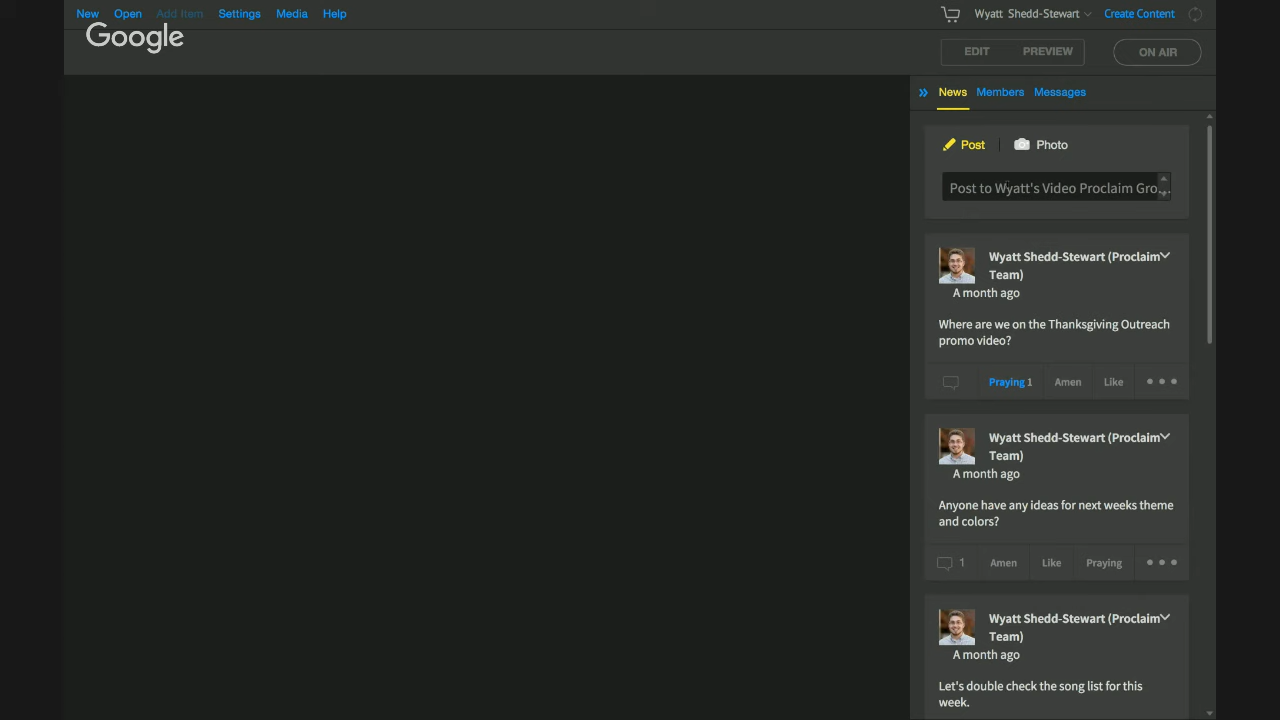 New Open Add Item Settings Media Help
Wyatt Shedd-Stewart Create Content
Google
EDIT PREVIEW ON AIR
» News Members Messages
Post Photo
Post to Wyatt's Video Proclaim Gro...
Wyatt Shedd-Stewart (Proclaim
Team)
A month ago
Where are we on the Thanksgiving Outreach
promo video?
Praying 1 Amen Like
Wyatt Shedd-Stewart (Proclaim
Team)
A month ago
Anyone have any ideas for next weeks theme
and colors?
1 Amen Like Praying
Wyatt Shedd-Stewart (Proclaim
Team)
A month ago
Let's double check the song list for this
week.